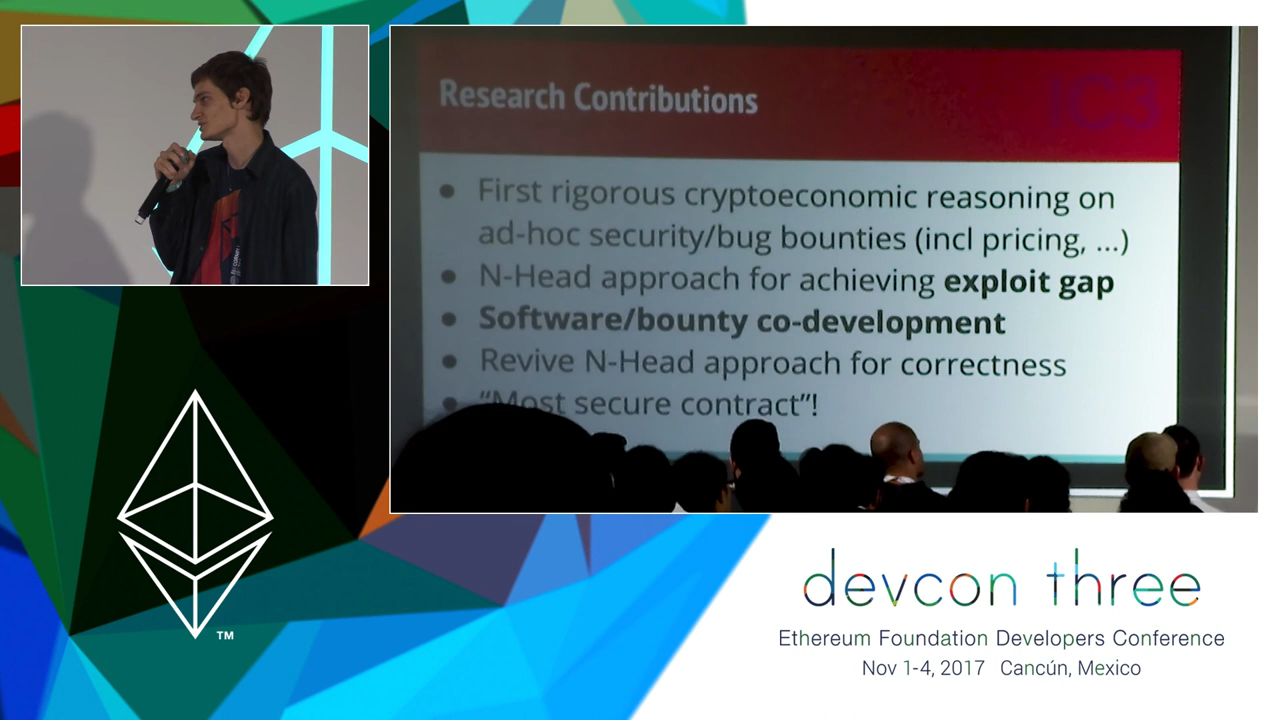 Research Contributions
IC3
● First rigorous cryptoeconomic reasoning on
ad-hoc security/bug bounties (incl pricing, ...)
● N-Head approach for achieving exploit gap
● Software/bounty co-development
● Revive N-Head approach for correctness
● “Most secure contract”!
TM
devcon three
Ethereum Foundation Developers Conference
Nov 1-4, 2017 Cancún, Mexico